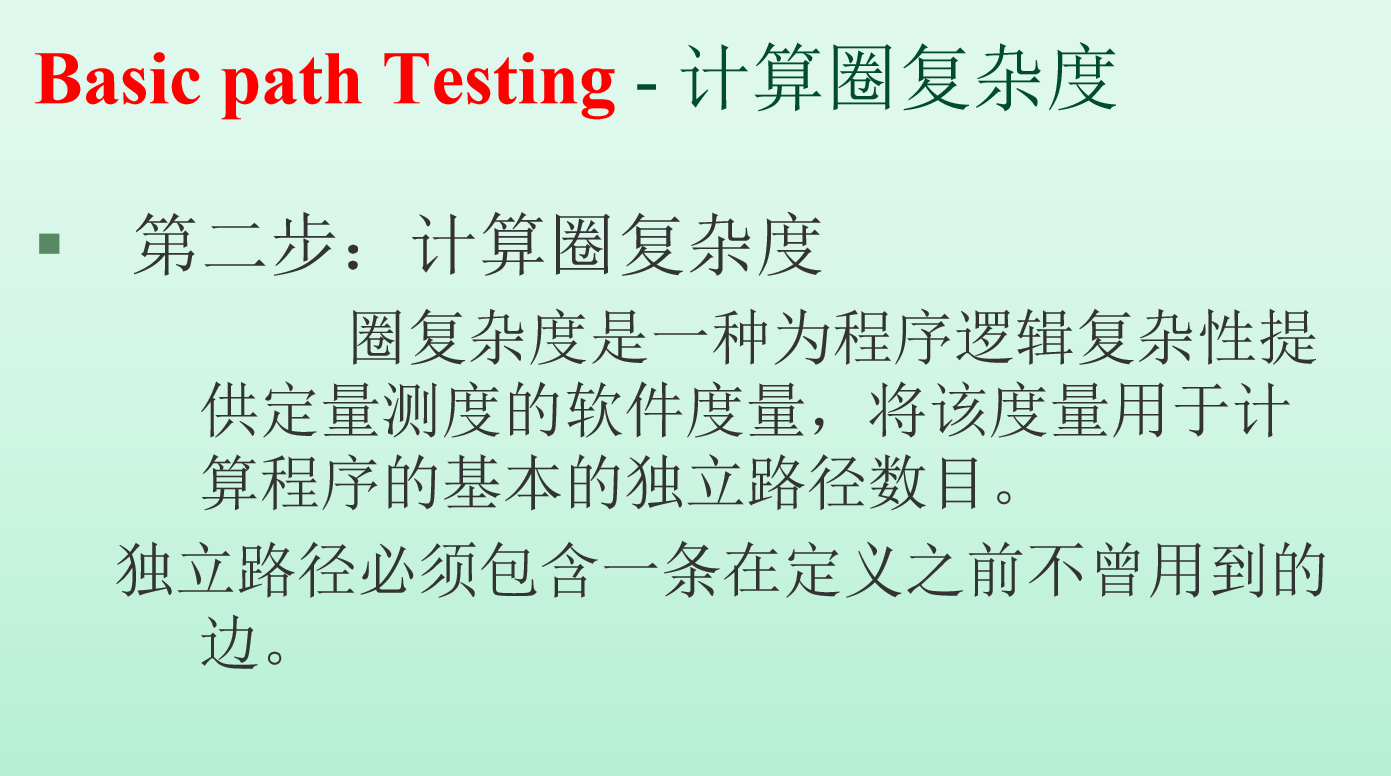 Basic path Testing - 计算圈复杂度
第二步：计算圈复杂度
圈复杂度是一种为程序逻辑复杂性提
供定量测度的软件度量，将该度量用于计
算程序的基本的独立路径数目。
独立路径必须包含一条在定义之前不曾用到的
边。